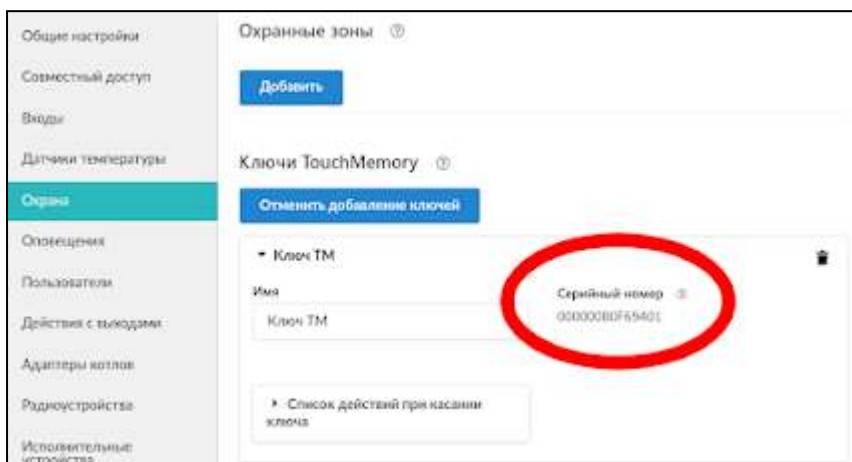 Общие настройки
Совместный доступ
Входы
Датчики температуры
Охрана
Оповещения
Пользователи
Действия с выходами
Адаптеры котлов
Радиоустройства
Исполнительные
устройства
Охранные зоны
Добавить
Ключи TouchMemory
Отменить добавление ключей
Ключ ТМ
Имя
Ключ ТМ
Серийный номер
Список действий при касании
ключа